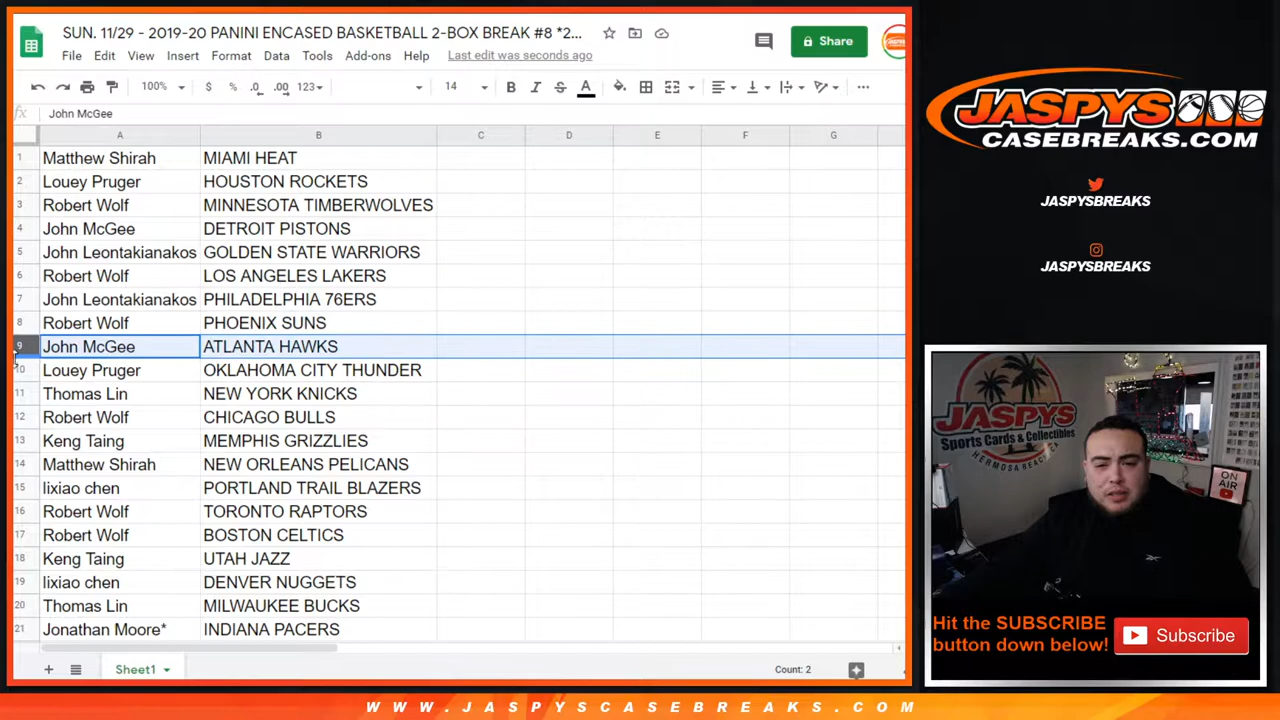 SUN. 11/29 - 2019-20 PANINI ENCASED BASKETBALL 2-BOX BREAK #8 *2...
File Edit View Insert Format Data Tools Add-ons Help Last edit was seconds ago
Share
100% $ % .0 .00 123 14 B I S A
fx John McGee
A B C D E F G
1 Matthew Shirah MIAMI HEAT
2 Louey Pruger HOUSTON ROCKETS
3 Robert Wolf MINNESOTA TIMBERWOLVES
4 John McGee DETROIT PISTONS
5 John Leontakianakos GOLDEN STATE WARRIORS
6 Robert Wolf LOS ANGELES LAKERS
7 John Leontakianakos PHILADELPHIA 76ERS
8 Robert Wolf PHOENIX SUNS
9 John McGee ATLANTA HAWKS
10 Louey Pruger OKLAHOMA CITY THUNDER
11 Thomas Lin NEW YORK KNICKS
12 Robert Wolf CHICAGO BULLS
13 Keng Taing MEMPHIS GRIZZLIES
14 Matthew Shirah NEW ORLEANS PELICANS
15 lixiao chen PORTLAND TRAIL BLAZERS
16 Robert Wolf TORONTO RAPTORS
17 Robert Wolf BOSTON CELTICS
18 Keng Taing UTAH JAZZ
19 lixiao chen DENVER NUGGETS
20 Thomas Lin MILWAUKEE BUCKS
21 Jonathan Moore* INDIANA PACERS
Sheet1
Count: 2
JASPYS
CASEBREAKS.COM
JASPYSBREAKS
JASPYSBREAKS
JASPYS
Sports Cards & Collectibles
HERMOSA BEACH CA
ON AIR
Hit the SUBSCRIBE
button down below!
Subscribe
WWW.JASPYSCASEBREAKS.COM